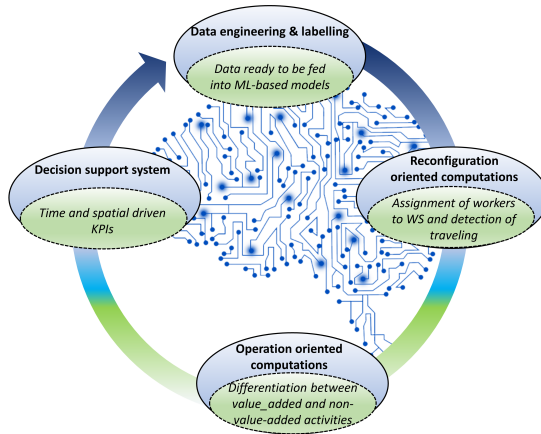 Data engineering & labelling
Data ready to be fed
into ML-based models
Reconfiguration
oriented computations
Assignment of workers
to WS and detection of
traveling
Operation oriented
computations
Differentiation between
value_added and non-
value-added activities
Decision support system
Time and spatial driven
KPIs